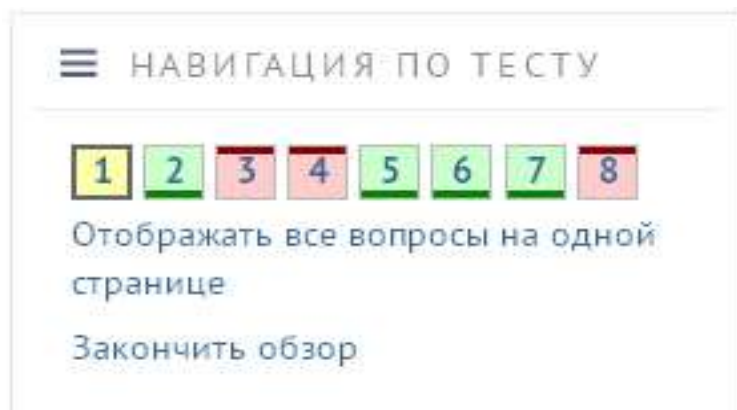 НАВИГАЦИЯ ПО ТЕСТУ
1 2 3 4 5 6 7 8
Отображать все вопросы на одной
странице
Закончить обзор